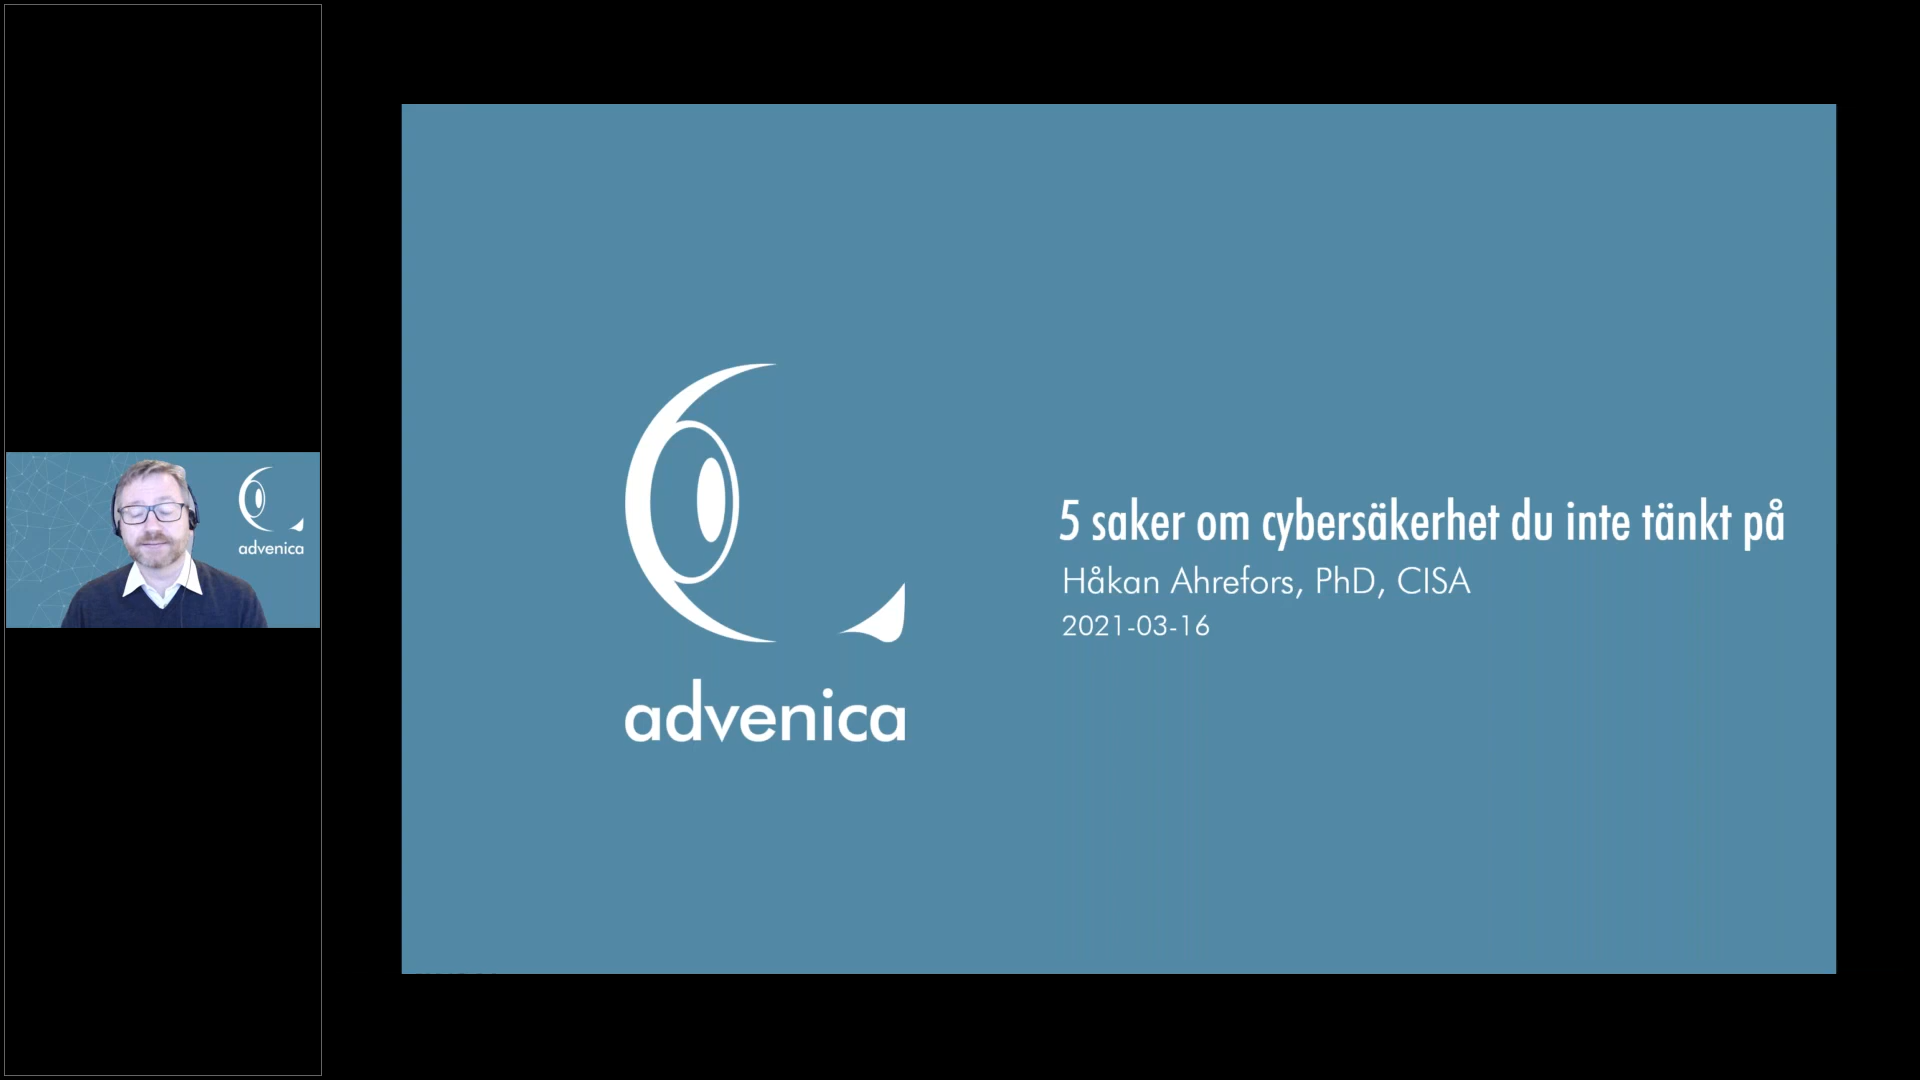 advenica
advenica
5 saker om cybersäkerhet du inte tänkt på
Håkan Ahrefors, PhD, CISA
2021-03-16